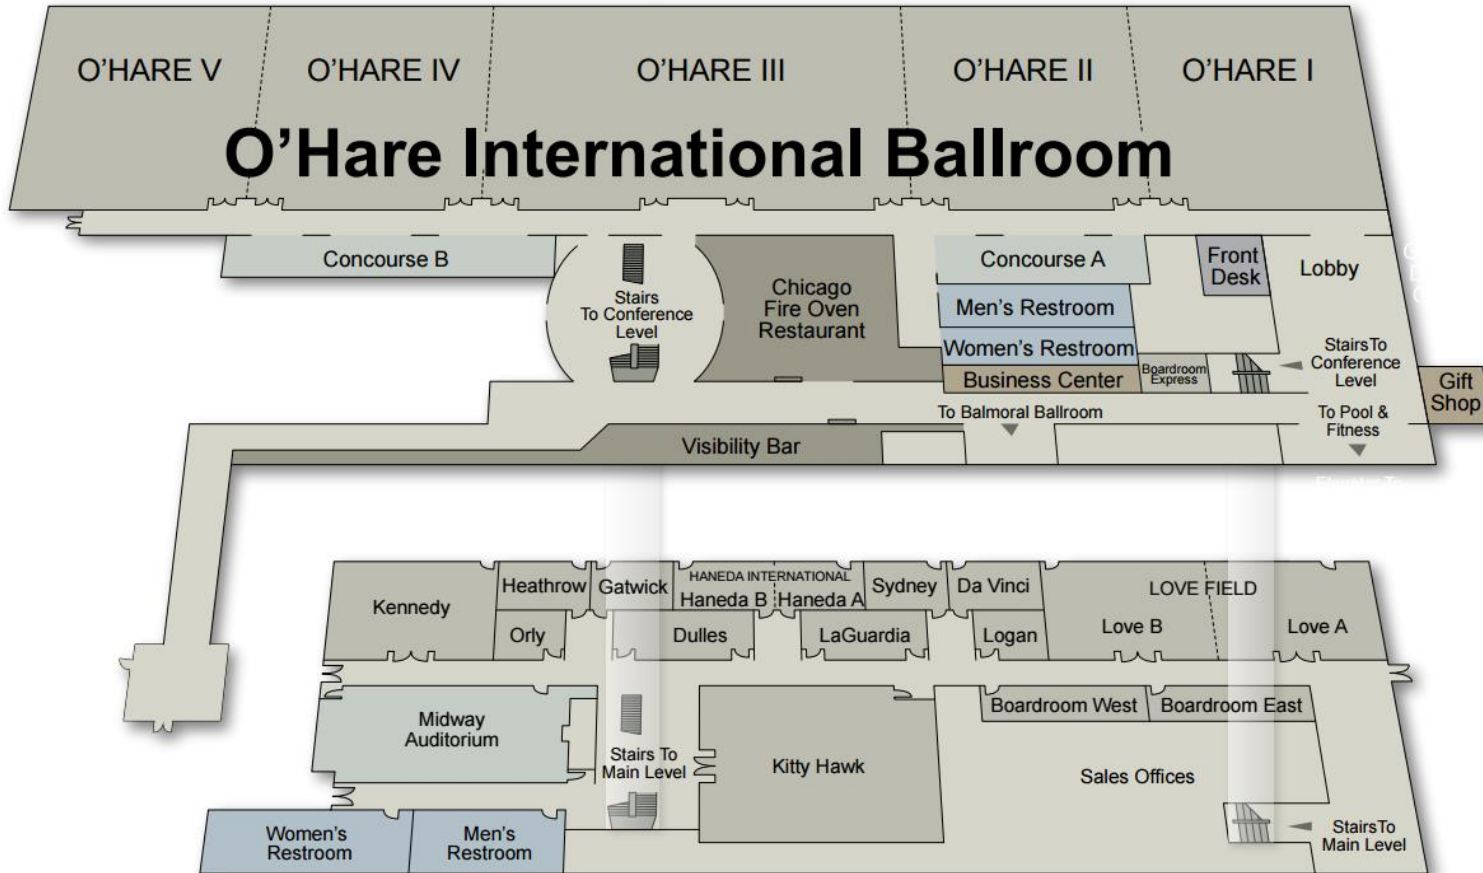 O'HARE V
O'HARE IV
O'HARE III
O'HARE II
O'HARE I
O'Hare International Ballroom
Concourse B
Stairs
To Conference
Level
Chicago
Fire Oven
Restaurant
Concourse A
Front
Desk
Lobby
Men's Restroom
Women's Restroom
Business Center
Boardroom
Express
StairsTo
Conference
Level
Gift
Shop
To Balmoral Ballroom
To Pool &
Fitness
Visibility Bar
Kennedy
Heathrow
Gatwick
HANEDA INTERNATIONAL
Haneda B
Haneda A
Sydney
Da Vinci
LOVE FIELD
Orly
Dulles
LaGuardia
Logan
Love B
Love A
Midway
Auditorium
Stairs To
Main Level
Kitty Hawk
Boardroom West
Boardroom East
Sales Offices
Women's
Restroom
Men's
Restroom
StairsTo
Main Level